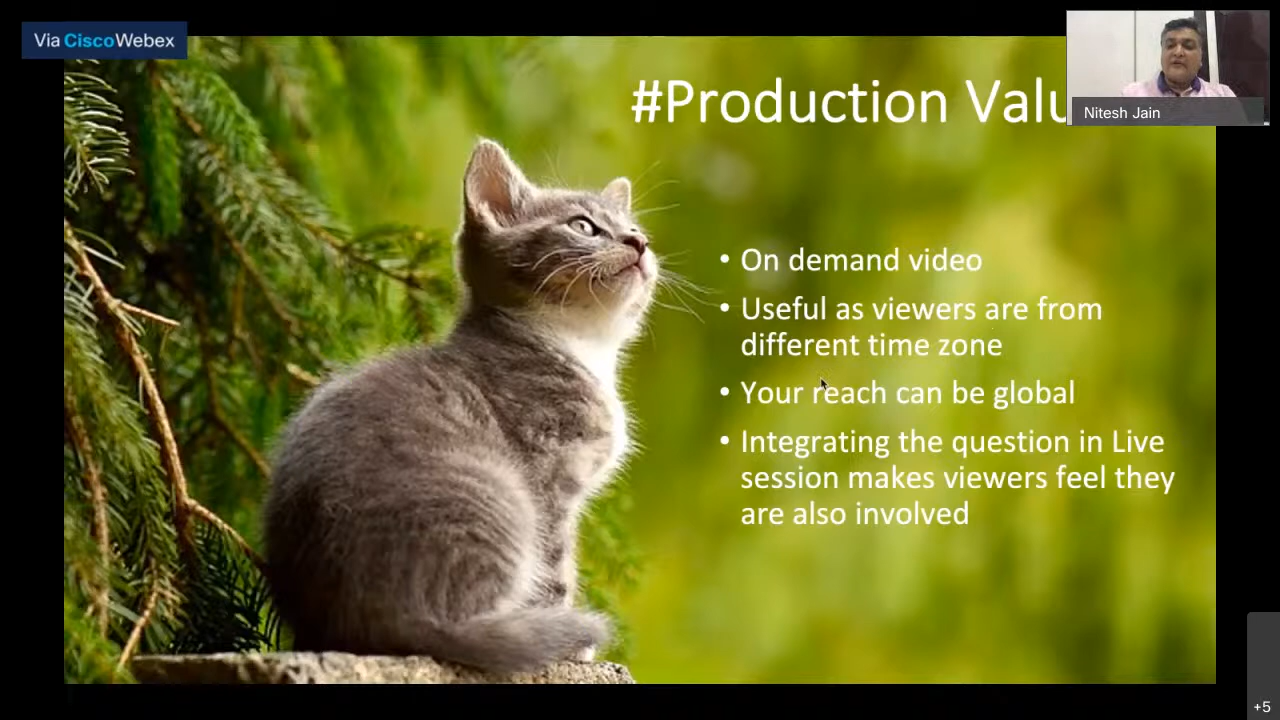 Via CiscoWebex
#Production Valu
Nitesh Jain
• On demand video
• Useful as viewers are from
different time zone
• Your reach can be global
• Integrating the question in Live
session makes viewers feel they
are also involved
+5